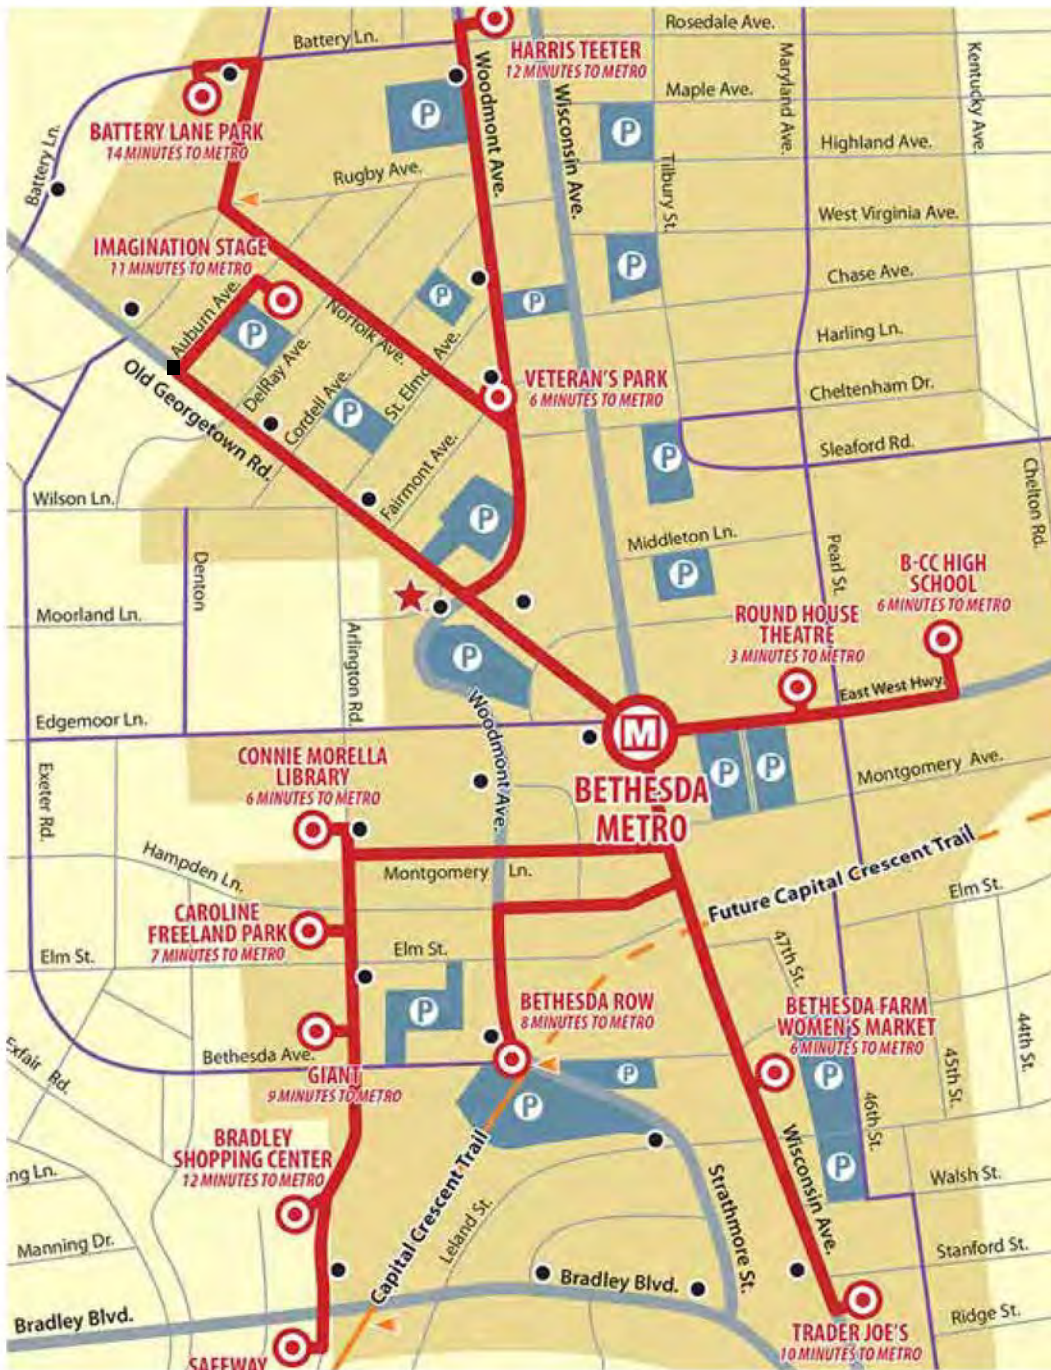 Battery Ln.
HARRIS TEETER
12 MINUTES TO METRO
Rosedale Ave.
Maple Ave.
Highland Ave.
West Virginia Ave.
Chase Ave.
Harling Ln.
Cheltenham Dr.
Sleaford Rd.
Maryland Ave.
Kentucky Ave.
Tilbury St.
Woodmont Ave.
Wisconsin Ave.
BATTERY LANE PARK
14 MINUTES TO METRO
Battery Ln.
Rugby Ave.
P
P
P
P
P
P
P
P
P
P
IMAGINATION STAGE
11 MINUTES TO METRO
Auburn Ave.
Norfolk Ave.
DelRay Ave.
Cordell Ave.
St. Elmo Ave.
Fairmont Ave.
Old Georgetown Rd.
VETERAN'S PARK
6 MINUTES TO METRO
Wilson Ln.
Denton
Moorland Ln.
Arlington Rd.
Edgemoor Ln.
Exeter Rd.
Middleton Ln.
Pearl St.
Chelton Rd.
B-CC HIGH
SCHOOL
6 MINUTES TO METRO
ROUND HOUSE
THEATRE
3 MINUTES TO METRO
East West Hwy.
P
Woodmont Ave.
M
BETHESDA
METRO
P
P
Montgomery Ave.
CONNIE MORELLA
LIBRARY
6 MINUTES TO METRO
Hampden Ln.
Montgomery Ln.
Future Capital Crescent Trail
Elm St.
CAROLINE
FREELAND PARK
7 MINUTES TO METRO
Elm St.
Elm St.
47th St.
P
BETHESDA ROW
8 MINUTES TO METRO
BETHESDA FARM
WOMEN'S MARKET
6 MINUTES TO METRO
44th St.
45th St.
46th St.
Bethesda Ave.
GIANT
9 MINUTES TO METRO
P
P
P
P
Exfair Rd.
BRADLEY
SHOPPING CENTER
12 MINUTES TO METRO
Capital Crescent Trail
Leland St.
Strathmore St.
Wisconsin Ave.
Walsh St.
Stanford St.
Ridge St.
ng Ln.
Manning Dr.
Bradley Blvd.
Bradley Blvd.
SAFEWAY
TRADER JOE'S
10 MINUTES TO METRO